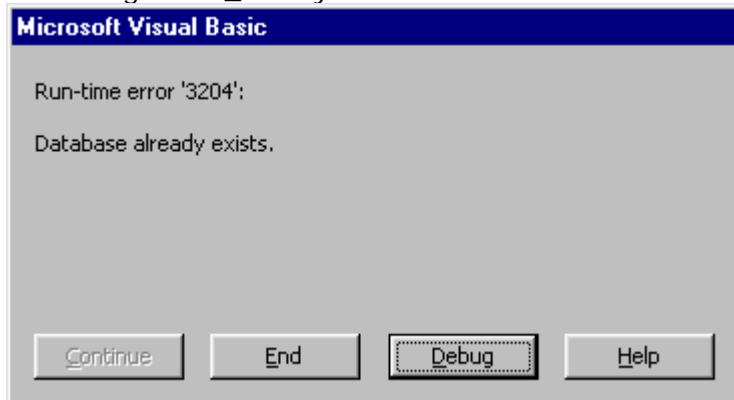 Microsoft Visual Basic
Run-time error '3204':
Database already exists.
Continue End Debug Help